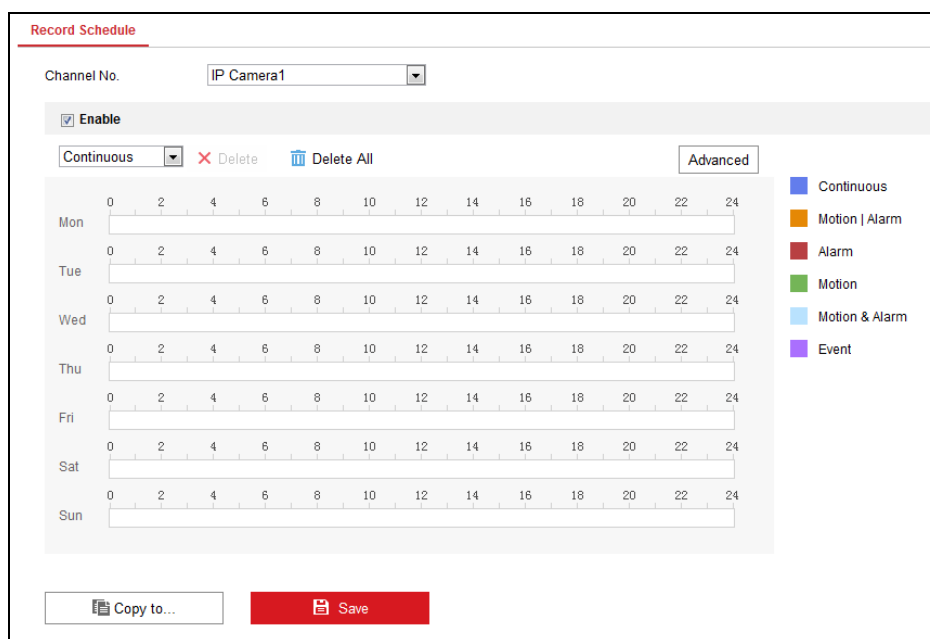 Record Schedule
Channel No. IP Camera1
Enable
Continuous Delete Delete All Advanced
0 2 4 6 8 10 12 14 16 18 20 22 24
Mon
0 2 4 6 8 10 12 14 16 18 20 22 24
Tue
0 2 4 6 8 10 12 14 16 18 20 22 24
Wed
0 2 4 6 8 10 12 14 16 18 20 22 24
Thu
0 2 4 6 8 10 12 14 16 18 20 22 24
Fri
0 2 4 6 8 10 12 14 16 18 20 22 24
Sat
0 2 4 6 8 10 12 14 16 18 20 22 24
Sun
Continuous
Motion | Alarm
Alarm
Motion
Motion & Alarm
Event
Copy to... Save